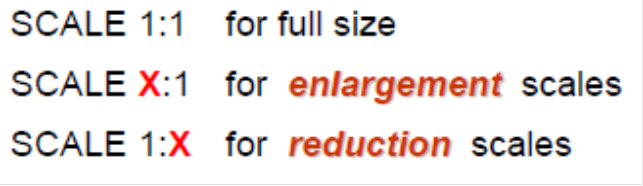 SCALE 1:1 for full size
SCALE X:1 for enlargement scales
SCALE 1:X for reduction scales